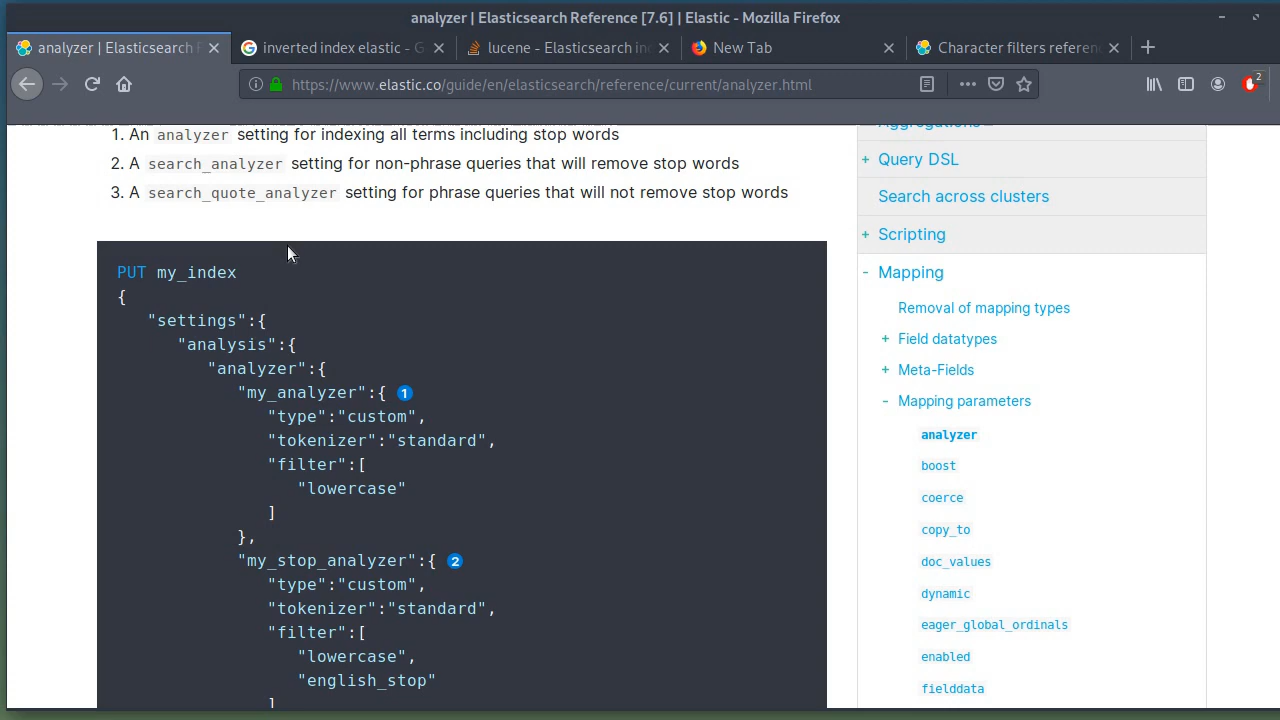 analyzer | Elasticsearch Reference [7.6] | Elastic - Mozilla Firefox
analyzer | Elasticsearch R
inverted index elastic - G
lucene - Elasticsearch in
New Tab
Character filters referen
https://www.elastic.co/guide/en/elasticsearch/reference/current/analyzer.html
2
1. An analyzer setting for indexing all terms including stop words
2. A search_analyzer setting for non-phrase queries that will remove stop words
3. A search_quote_analyzer setting for phrase queries that will not remove stop words
PUT my_index
{
"settings":{
"analysis":{
"analyzer":{
"my_analyzer":{ 1
"type":"custom",
"tokenizer":"standard",
"filter":[
"lowercase"
]
},
"my_stop_analyzer":{ 2
"type":"custom",
"tokenizer":"standard",
"filter":[
"lowercase",
"english_stop"
]
Aggregations
+ Query DSL
Search across clusters
+ Scripting
- Mapping
Removal of mapping types
+ Field datatypes
+ Meta-Fields
- Mapping parameters
analyzer
boost
coerce
copy_to
doc_values
dynamic
eager_global_ordinals
enabled
fielddata